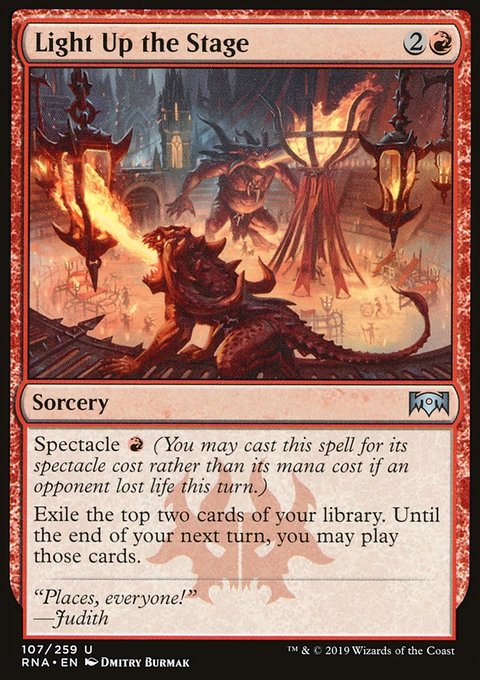 Light Up the Stage 2
Sorcery
Spectacle (You may cast this spell for its
spectacle cost rather than its mana cost if an
opponent lost life this turn.)
Exile the top two cards of your library. Until
the end of your next turn, you may play
those cards.
“Places, everyone!”
—Judith
107/259 U
RNA • EN Dmitry Burmak
™ & © 2019 Wizards of the Coast